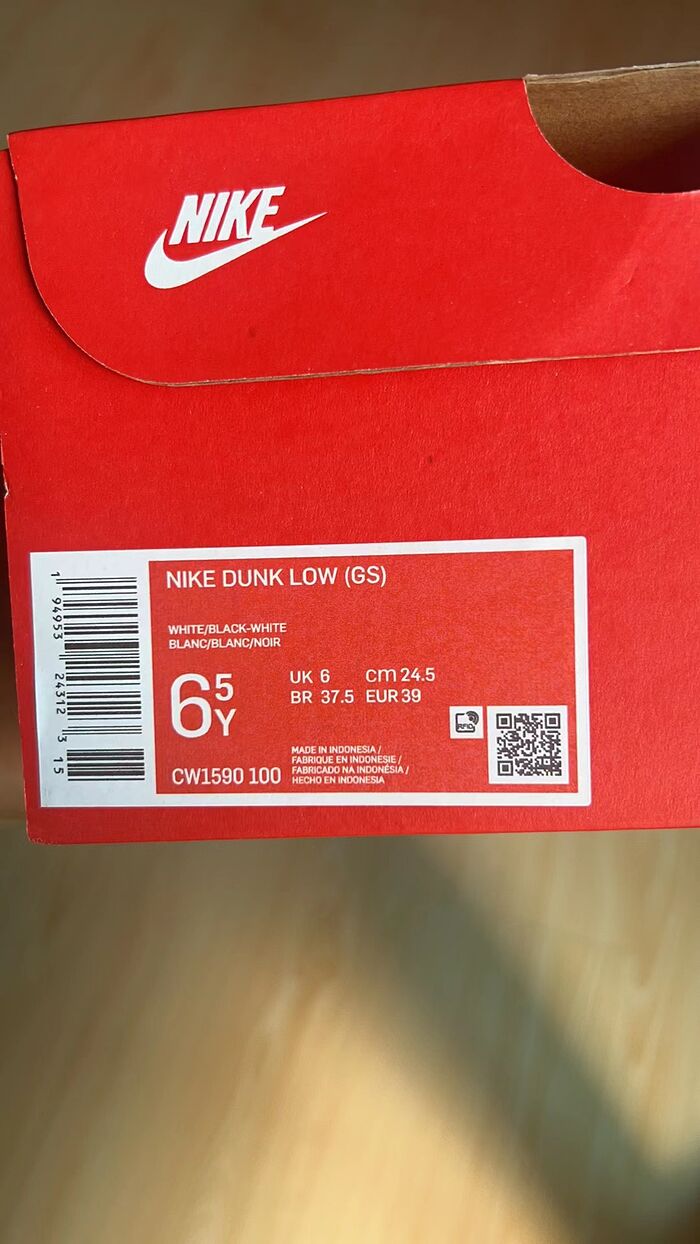 NIKE
NIKE DUNK LOW (GS)
WHITE/BLACK-WHITE
BLANC/BLANC/NOIR
6 5 Y
UK 6 cm 24.5
BR 37.5 EUR 39
CW1590 100
MADE IN INDONESIA /
FABRIQUE EN INDONESIE /
FABRICADO NA INDONÉSIA /
HECHO EN INDONESIA
RFID
1 94953 24312 3 15